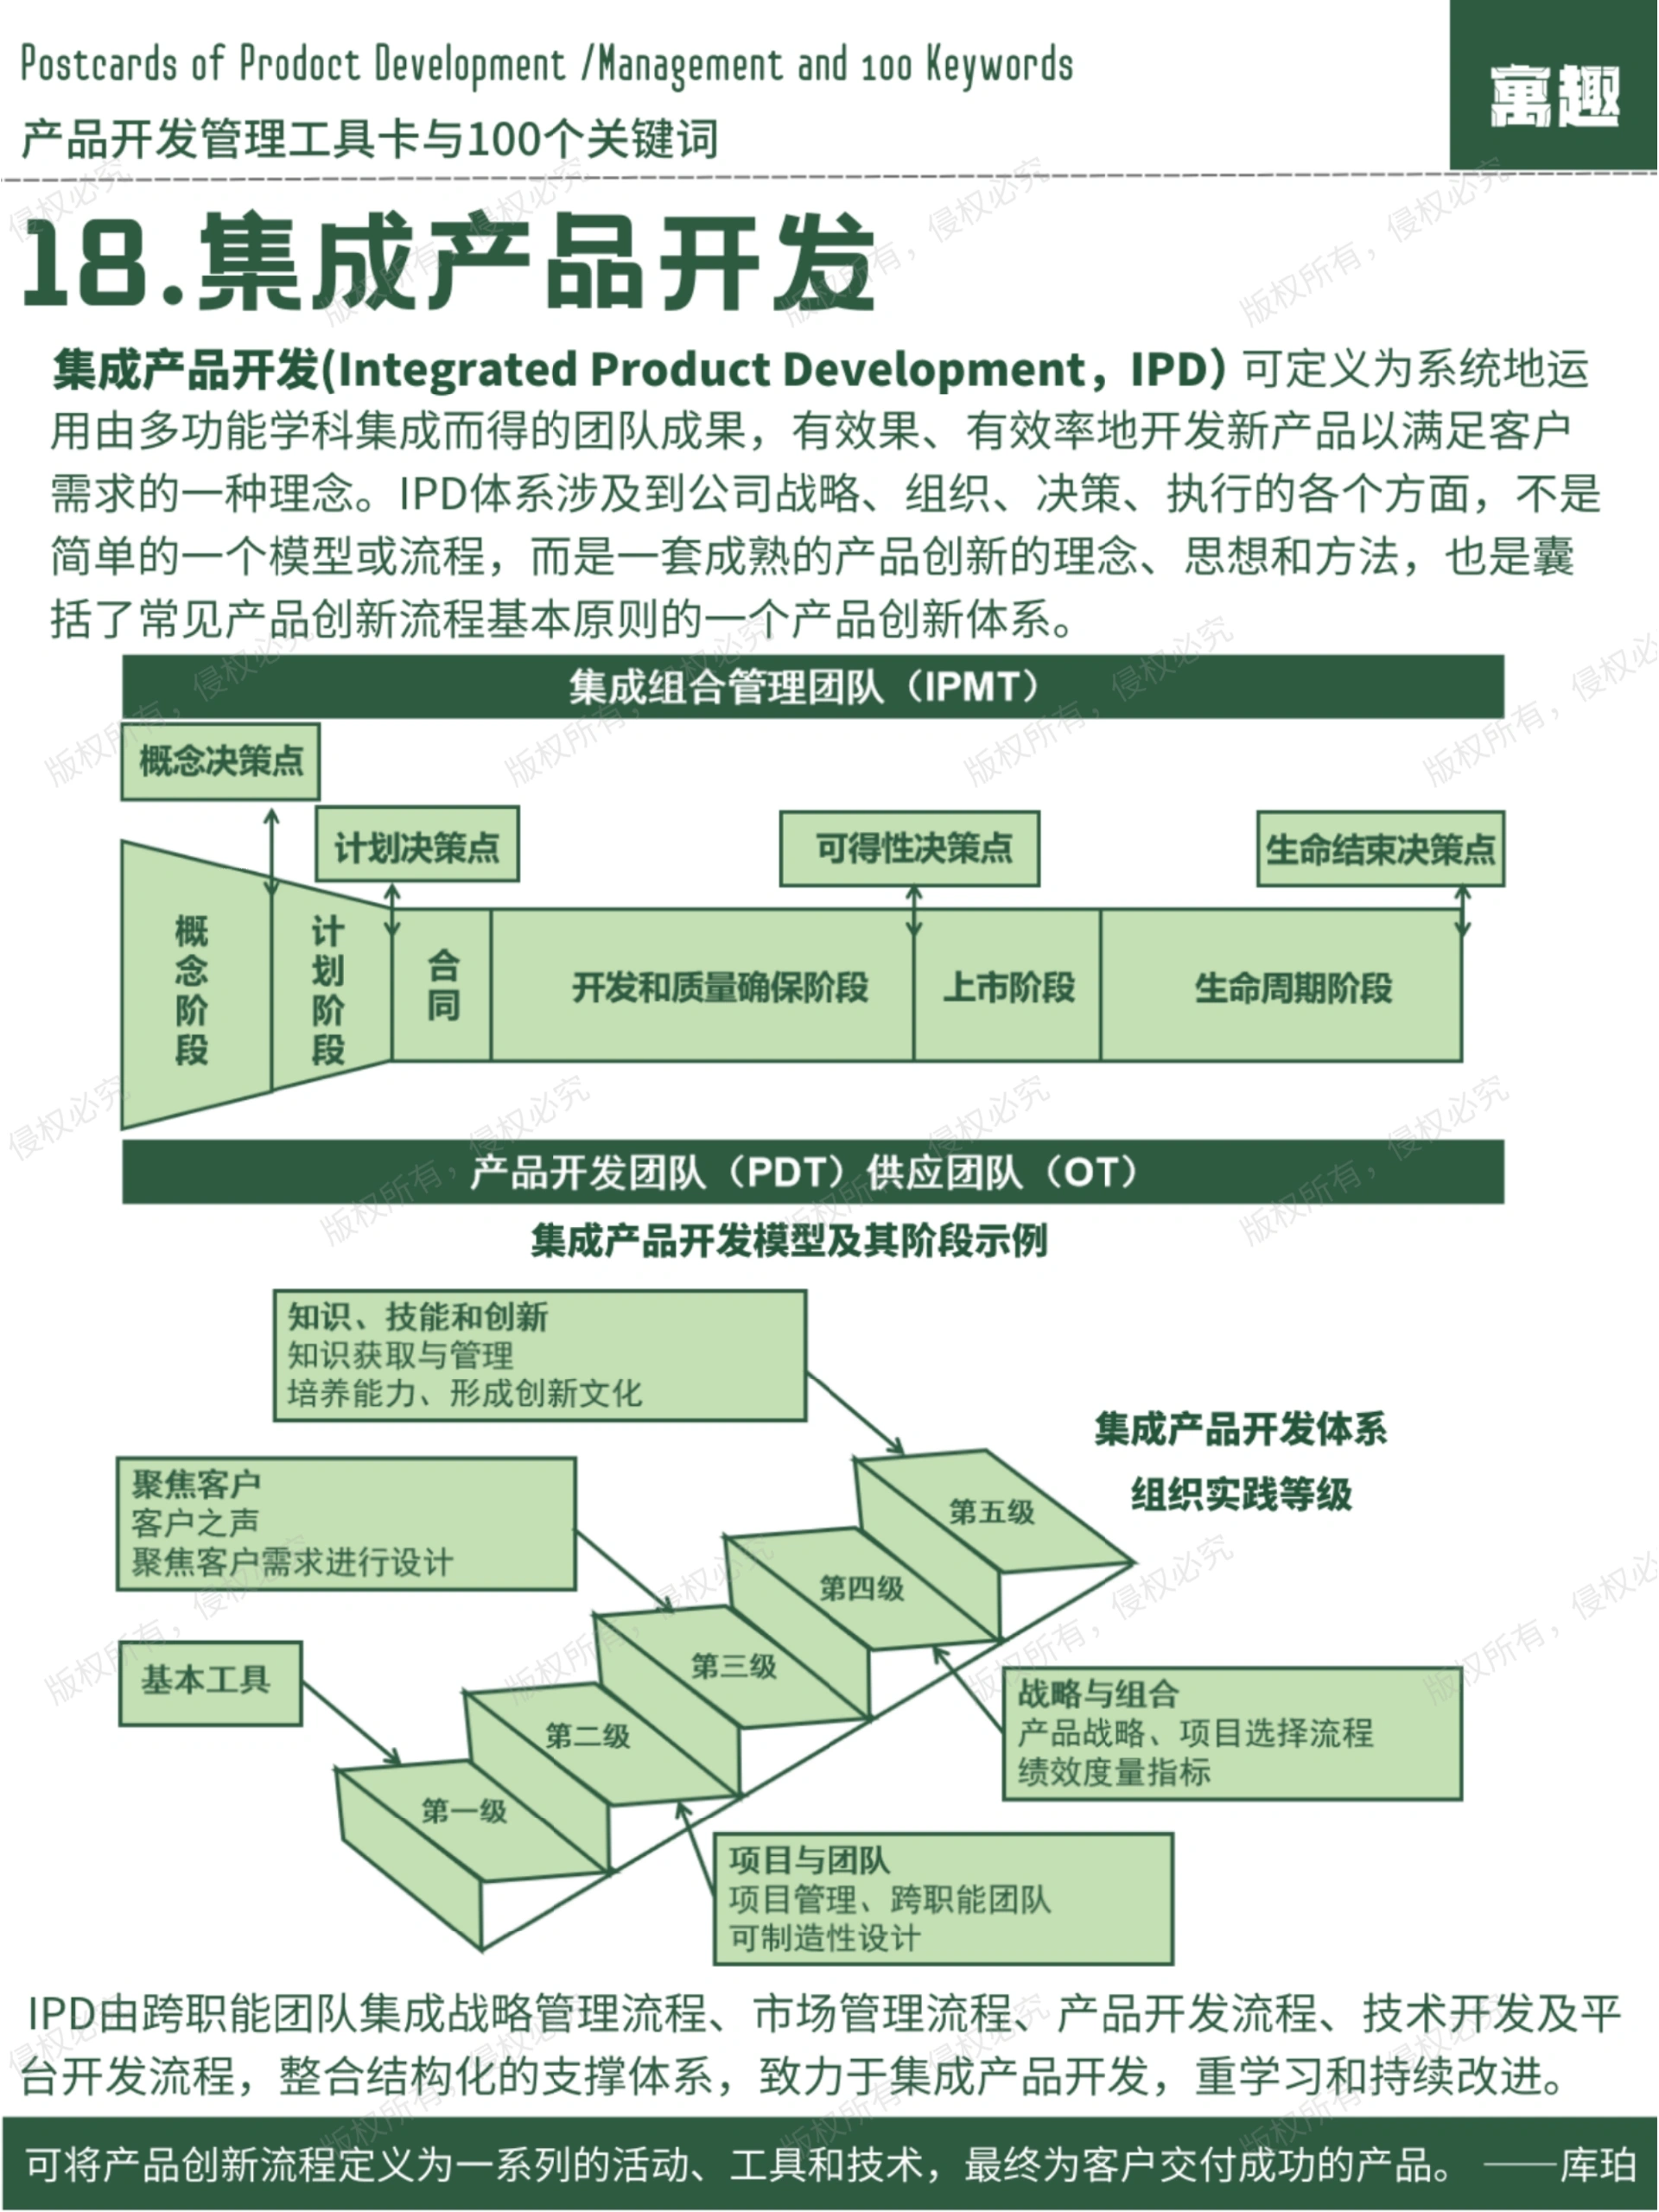 Postcards of Prodoct Development /Management and 100 Keywords
产品开发管理工具卡与100个关键词
寓趣
18.集成产品开发
集成产品开发(Integrated Product Development，IPD）可定义为系统地运
用由多功能学科集成而得的团队成果，有效果、有效率地开发新产品以满足客户
需求的一种理念。IPD体系涉及到公司战略、组织、决策、执行的各个方面，不是
简单的一个模型或流程，而是一套成熟的产品创新的理念、思想和方法，也是囊
括了常见产品创新流程基本原则的一个产品创新体系。
集成组合管理团队（IPMT）
概念决策点
计划决策点
可得性决策点
生命结束决策点
概念阶段
计划阶段
合同
开发和质量确保阶段
上市阶段
生命周期阶段
产品开发团队（PDT）供应团队（OT）
集成产品开发模型及其阶段示例
知识、技能和创新
知识获取与管理
培养能力、形成创新文化
集成产品开发体系
组织实践等级
聚焦客户
客户之声
聚焦客户需求进行设计
基本工具
第五级
第四级
第三级
第二级
第一级
战略与组合
产品战略、项目选择流程
绩效度量指标
项目与团队
项目管理、跨职能团队
可制造性设计
IPD由跨职能团队集成战略管理流程、市场管理流程、产品开发流程、技术开发及平
台开发流程，整合结构化的支撑体系，致力于集成产品开发，重学习和持续改进。
可将产品创新流程定义为一系列的活动、工具和技术，最终为客户交付成功的产品。 ——库珀
版权所有，侵权必究